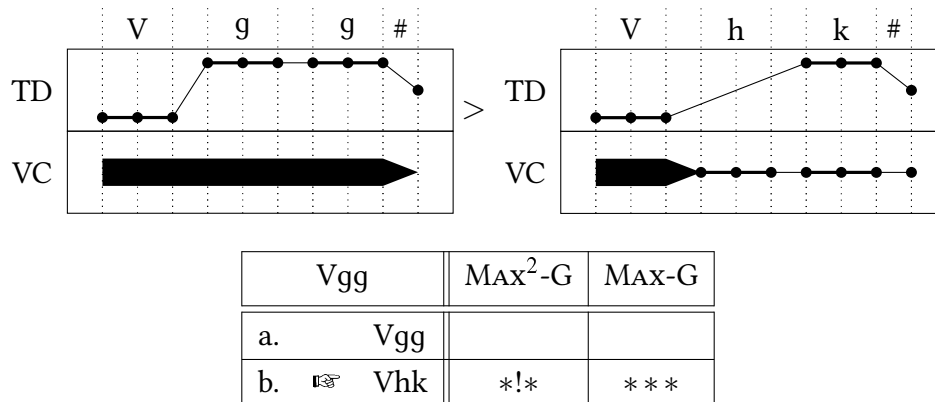 V g g # V h k #
TD > TD
VC VC
Vgg Max²-G Max-G
a. Vgg
b. ☞ Vhk *!* ***